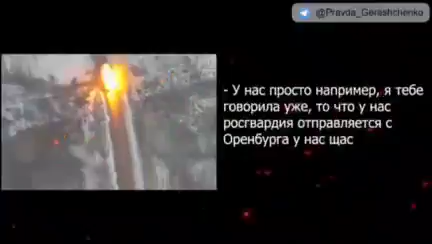 @Pravda_Gerashchenko
- У нас просто например, я тебе
говорила уже, то что у нас
росгвардия отправляется с
Оренбурга у нас щас